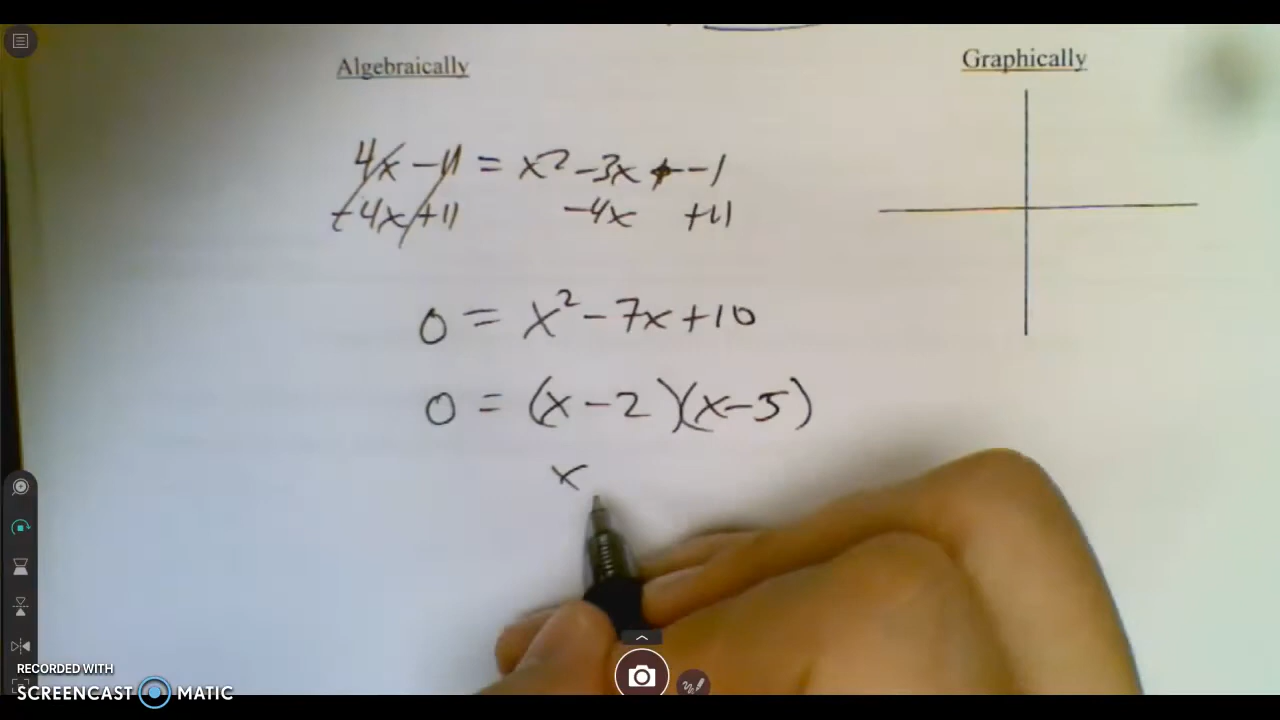 Algebraically
Graphically
4x - 11 = x² - 3x + - 1
- 4x + 11 - 4x + 11
0 = x² - 7x + 10
0 = (x - 2)(x - 5)
x
RECORDED WITH
SCREENCAST MATIC